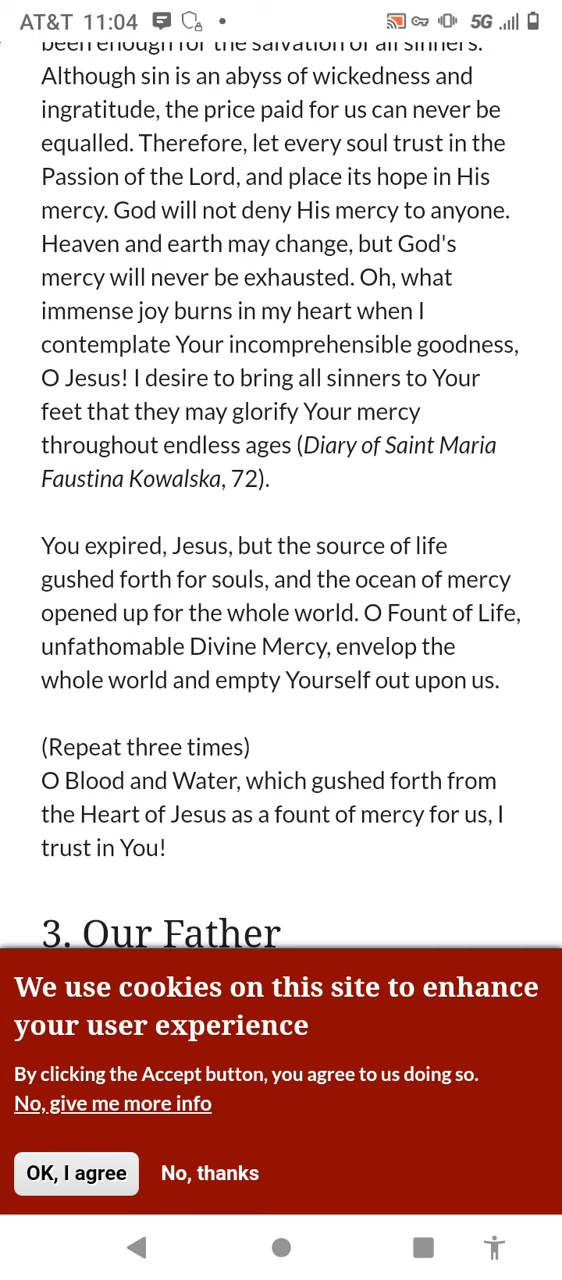 AT&T 11:04 5G
been enough for the salvation of all sinners.
Although sin is an abyss of wickedness and
ingratitude, the price paid for us can never be
equalled. Therefore, let every soul trust in the
Passion of the Lord, and place its hope in His
mercy. God will not deny His mercy to anyone.
Heaven and earth may change, but God's
mercy will never be exhausted. Oh, what
immense joy burns in my heart when I
contemplate Your incomprehensible goodness,
O Jesus! I desire to bring all sinners to Your
feet that they may glorify Your mercy
throughout endless ages (Diary of Saint Maria
Faustina Kowalska, 72).
You expired, Jesus, but the source of life
gushed forth for souls, and the ocean of mercy
opened up for the whole world. O Fount of Life,
unfathomable Divine Mercy, envelop the
whole world and empty Yourself out upon us.
(Repeat three times)
O Blood and Water, which gushed forth from
the Heart of Jesus as a fount of mercy for us, I
trust in You!
3. Our Father
We use cookies on this site to enhance
your user experience
By clicking the Accept button, you agree to us doing so.
No, give me more info
OK, I agree No, thanks